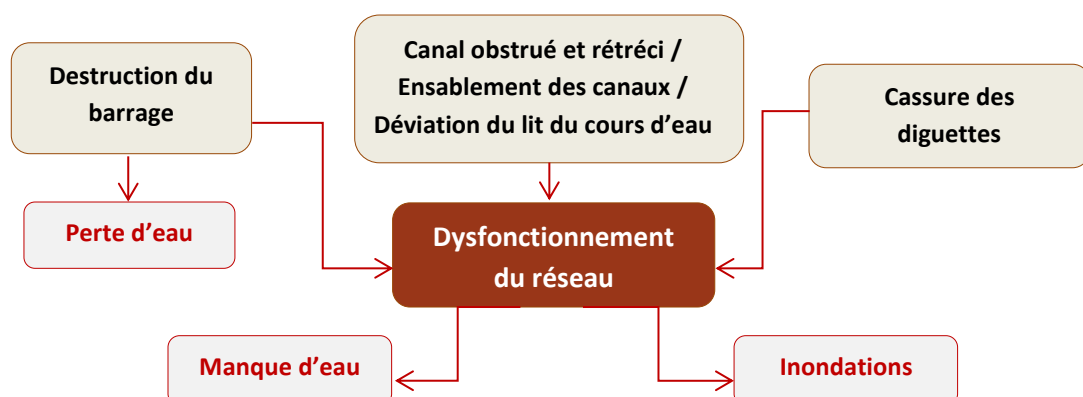 Destruction du
barrage
Canal obstrué et rétréci /
Ensablement des canaux /
Déviation du lit du cours d’eau
Cassure des
diguettes
Perte d’eau
Dysfonctionnement
du réseau
Manque d’eau
Inondations